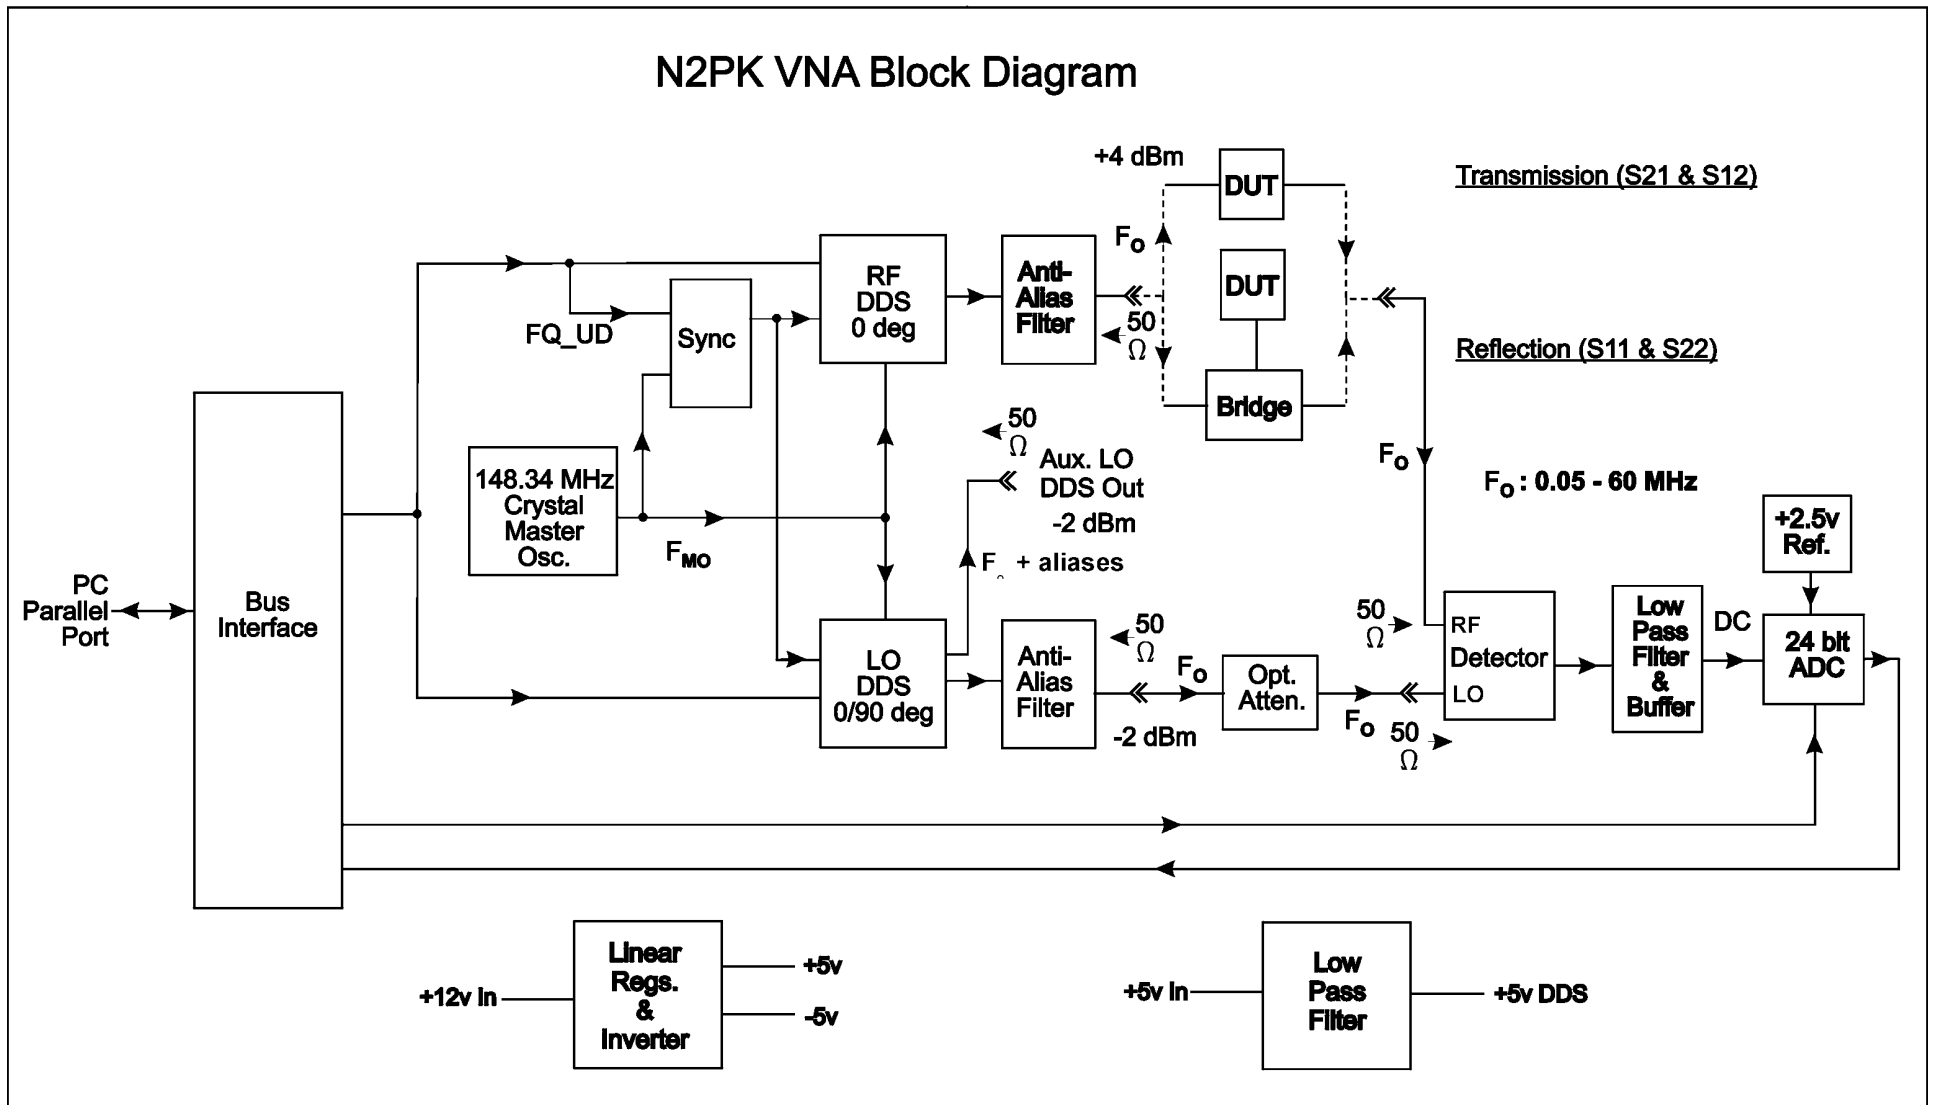 N2PK VNA Block Diagram
+4 dBm
DUT
Transmission (S21 & S12)
FO
RF
DDS
0 deg
Anti-
Alias
Filter
DUT
50
Ω
FQ_UD
Sync
Reflection (S11 & S22)
Bridge
50
Ω
Aux. LO
DDS Out
-2 dBm
FO
FO : 0.05 - 60 MHz
148.34 MHz
Crystal
Master
Osc.
FMO
Fo + aliases
+2.5v
Ref.
PC
Parallel
Port
Bus
Interface
LO
DDS
0/90 deg
Anti-
Alias
Filter
50
Ω
FO
-2 dBm
Opt.
Atten.
FO
50
Ω
50
Ω
RF
Detector
LO
Low
Pass
Filter
&
Buffer
DC
24 bit
ADC
+12v in
Linear
Regs.
&
Inverter
+5v
-5v
+5v in
Low
Pass
Filter
+5v DDS